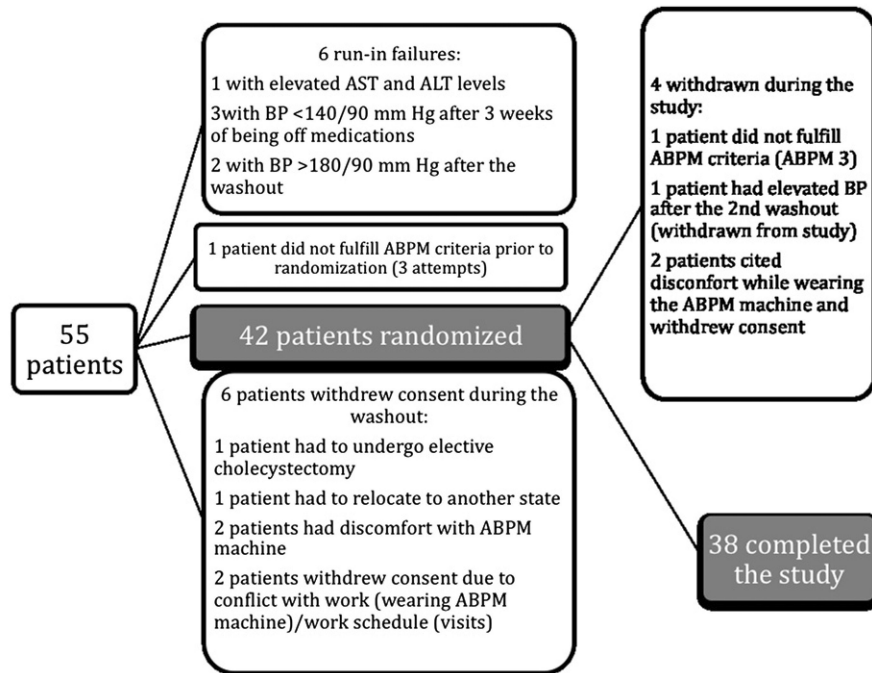 55
patients
6 run-in failures:
1 with elevated AST and ALT levels
3with BP <140/90 mm Hg after 3 weeks
of being off medications
2 with BP >180/90 mm Hg after the
washout
1 patient did not fulfill ABPM criteria prior to
randomization (3 attempts)
42 patients randomized
6 patients withdrew consent during the
washout:
1 patient had to undergo elective
cholecystectomy
1 patient had to relocate to another state
2 patients had discomfort with ABPM
machine
2 patients withdrew consent due to
conflict with work (wearing ABPM
machine)/work schedule (visits)
4 withdrawn during the
study:
1 patient did not fulfill
ABPM criteria (ABPM 3)
1 patient had elevated BP
after the 2nd washout
(withdrawn from study)
2 patients cited
disconfort while wearing
the ABPM machine and
withdrew consent
38 completed
the study